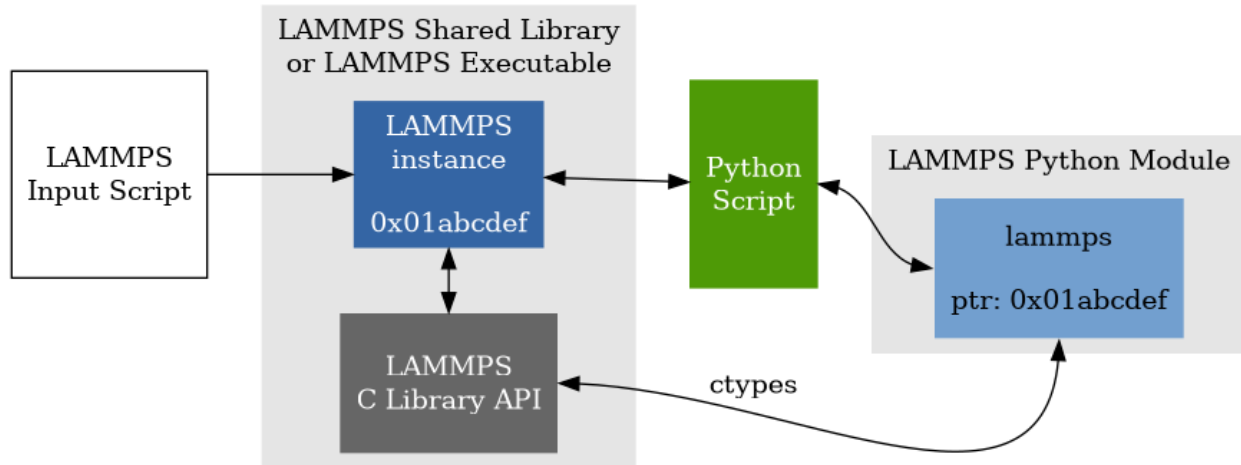 LAMMPS Shared Library
or LAMMPS Executable
LAMMPS
Input Script
LAMMPS
instance
0x01abcdef
LAMMPS
C Library API
Python
Script
LAMMPS Python Module
lammps
ptr: 0x01abcdef
ctypes